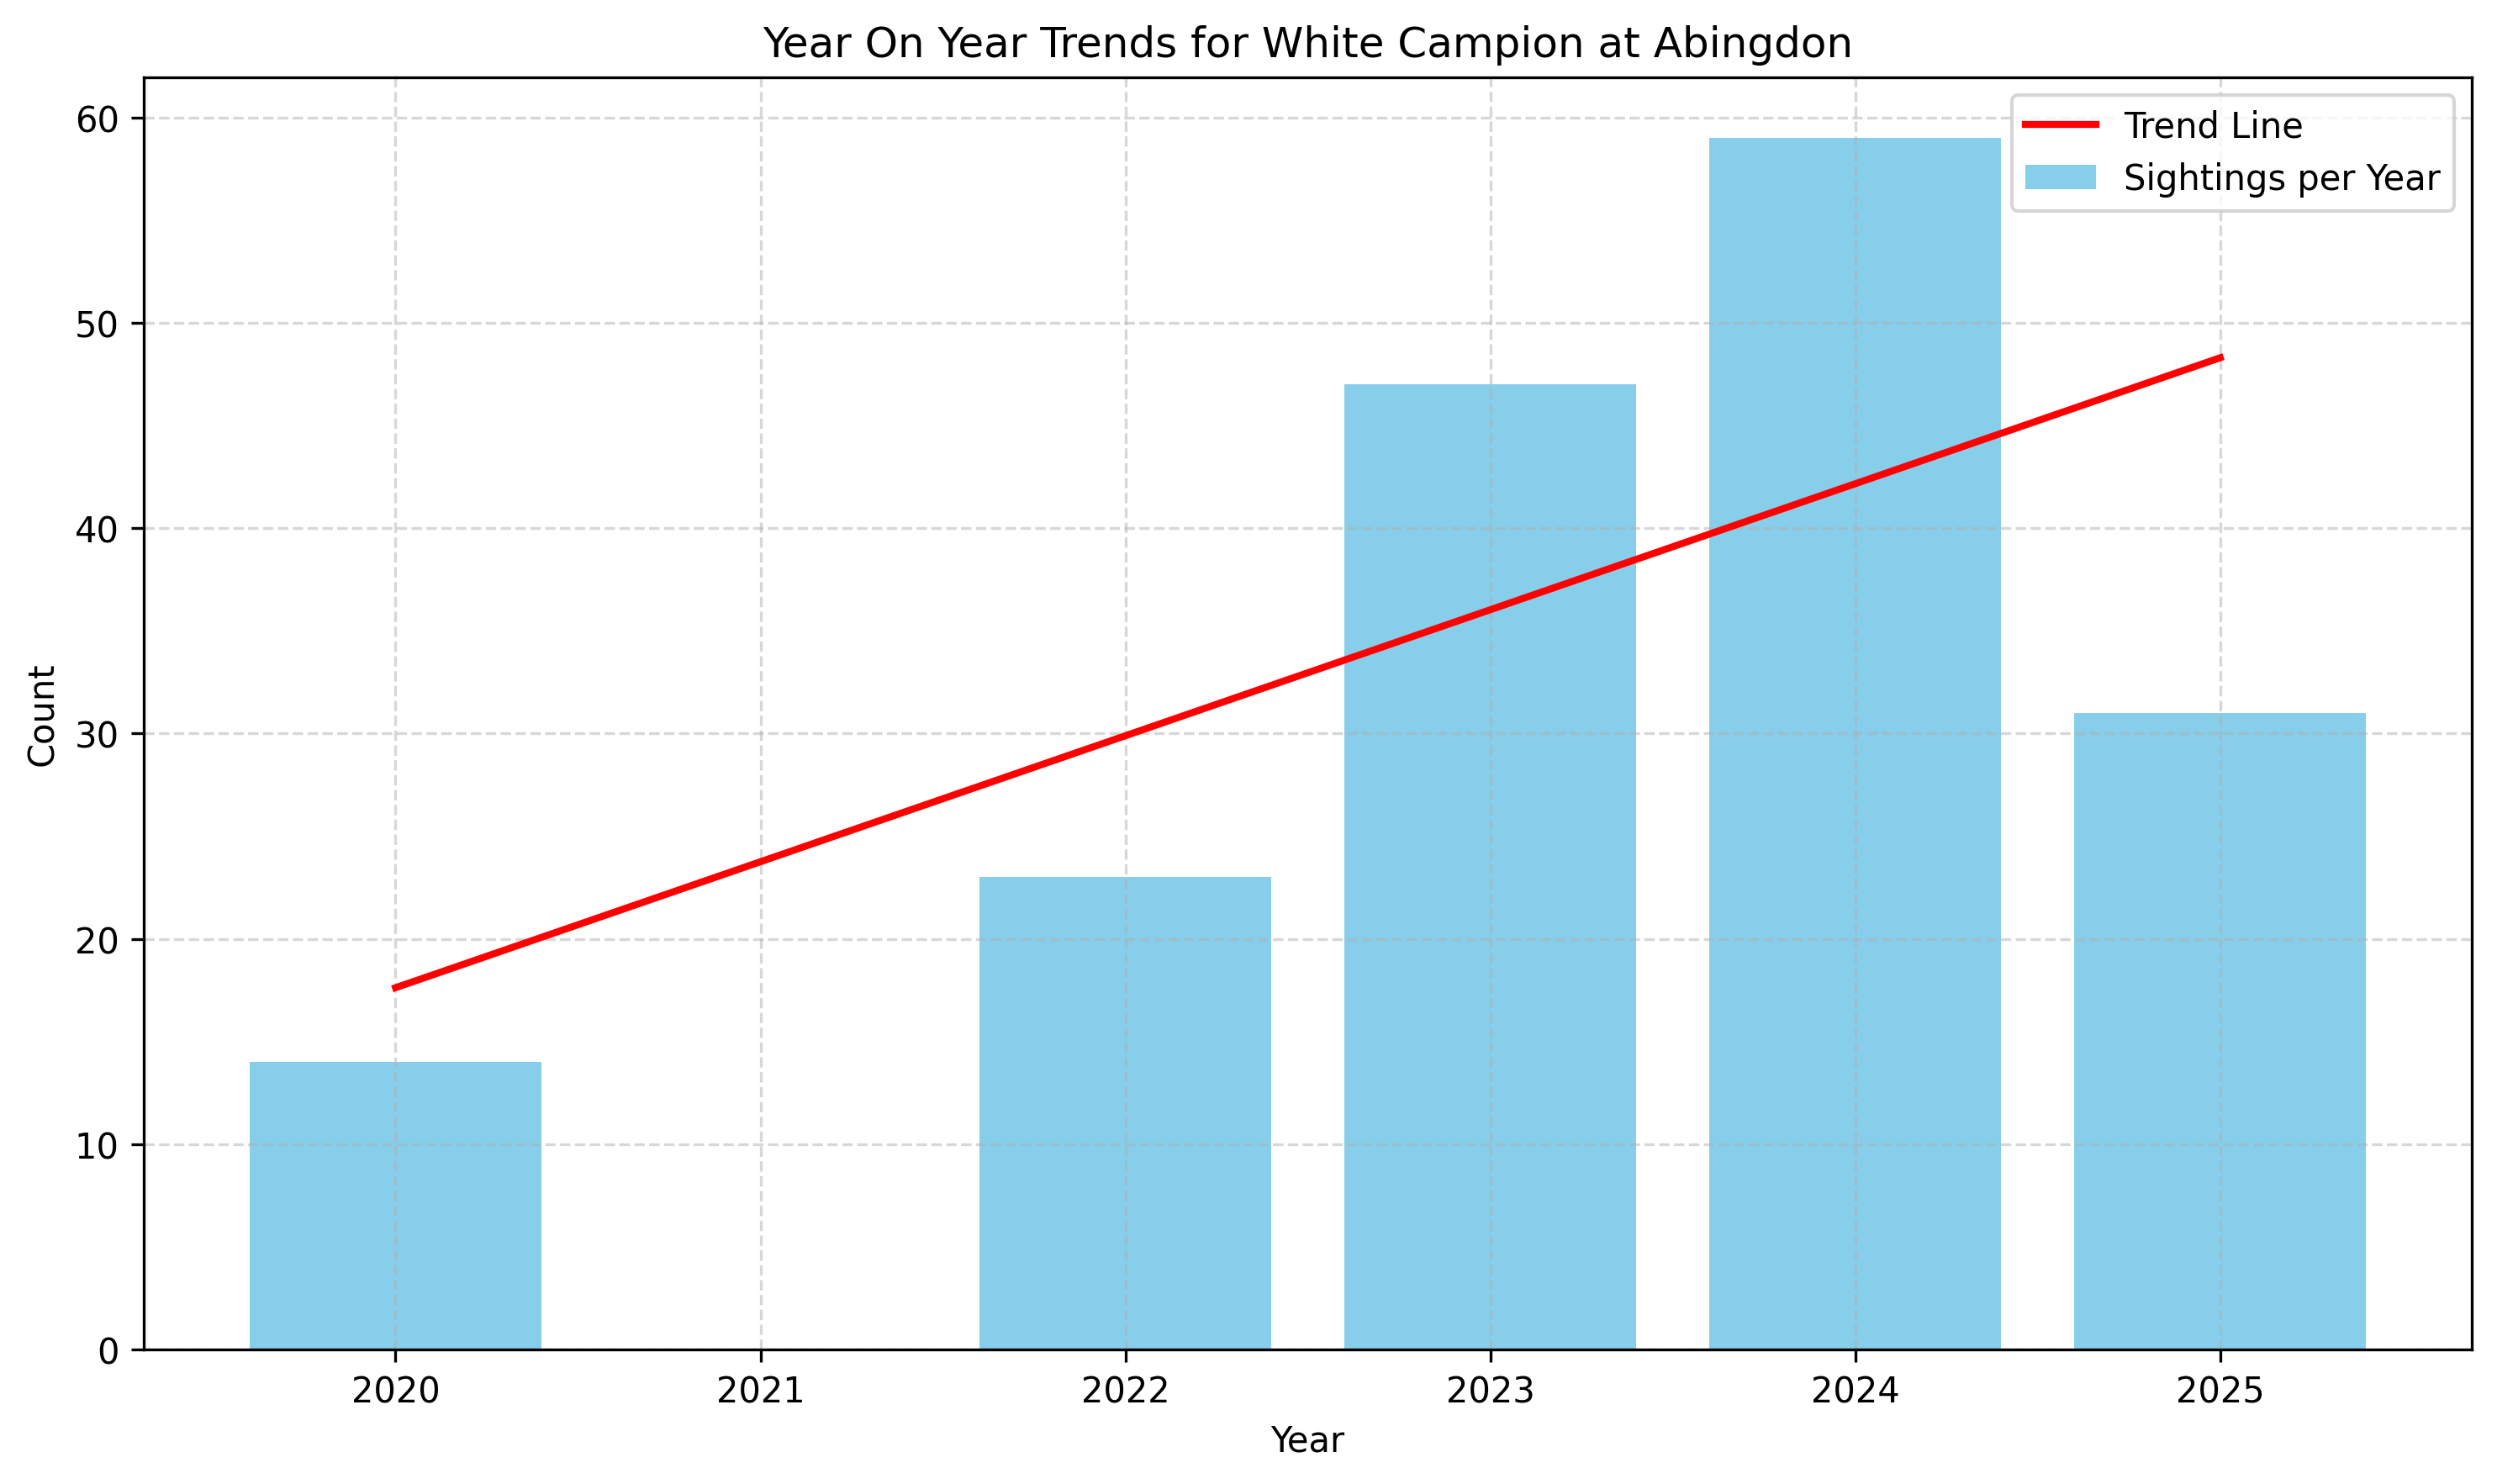 Year On Year Trends for White Campion at Abingdon
Trend Line
Sightings per Year
60
50
40
30
20
10
0
Count
2020 2021 2022 2023 2024 2025
Year